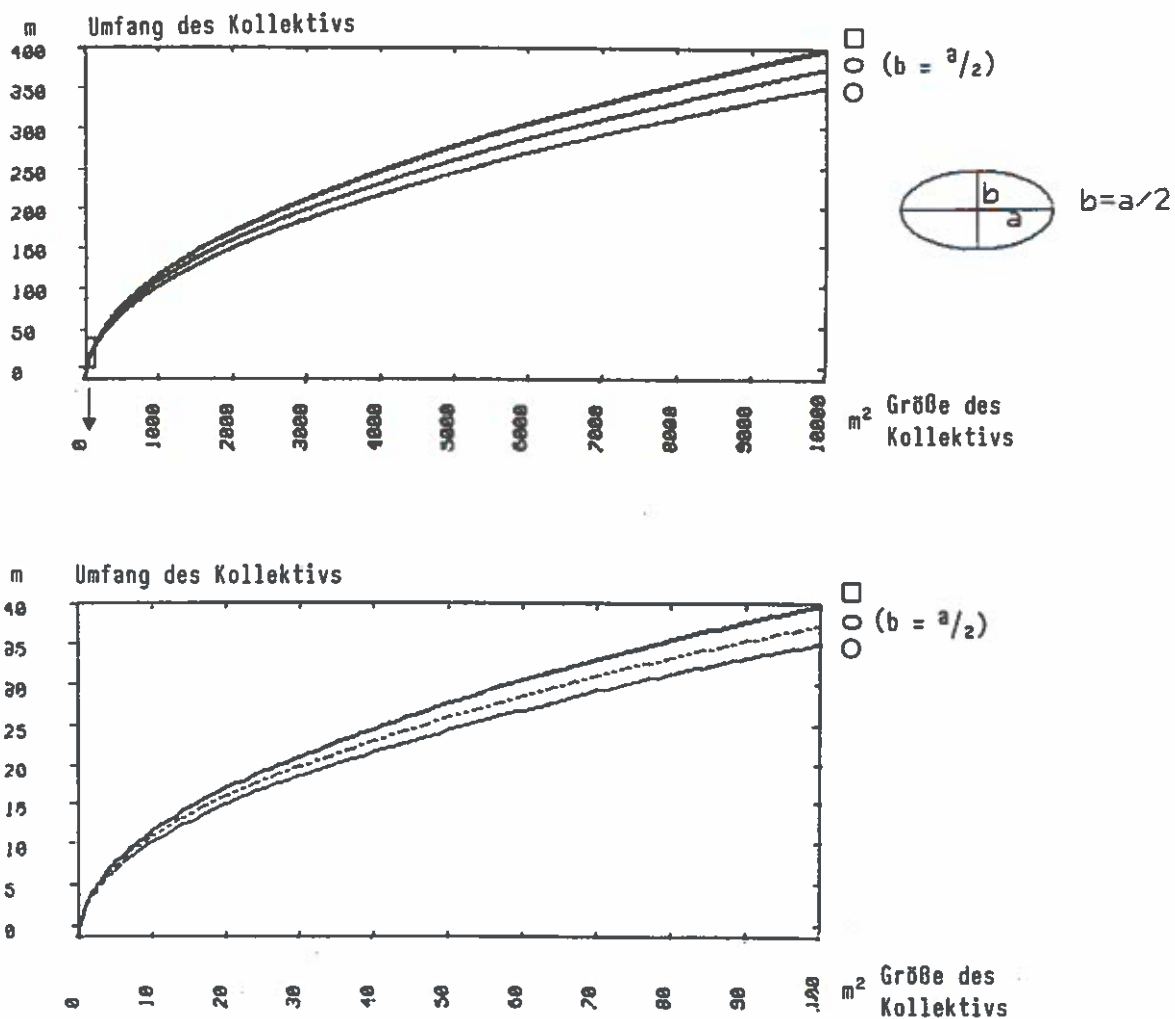 m Umfang des Kollektivs
400
350
300
250
200
150
100
50
0
0 1000 2000 3000 4000 5000 6000 7000 8000 9000 10000
m² Größe des
Kollektivs
(b = a/2)
b
a
b=a/2
m Umfang des Kollektivs
40
35
30
25
20
15
10
5
0
0 10 20 30 40 50 60 70 80 90 100
m² Größe des
Kollektivs
(b = a/2)